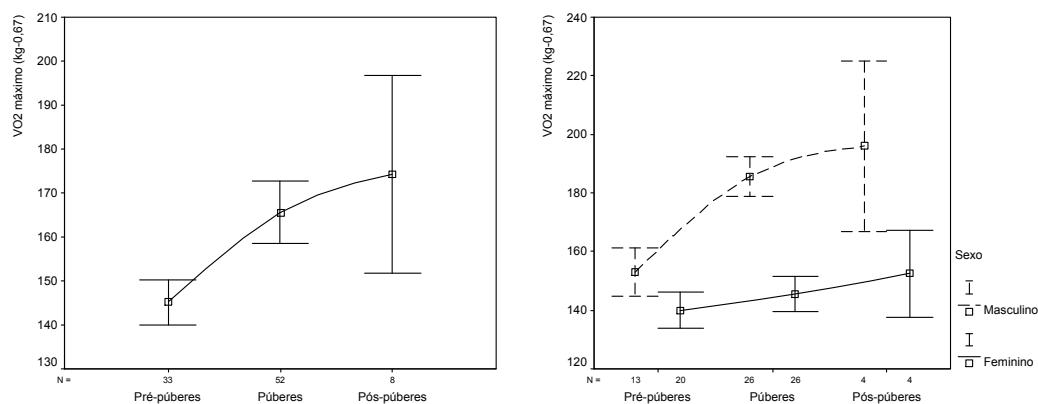 VO2 máximo (kg-0,67)
210
200
190
180
170
160
150
140
130
N =
33
52
8
Pré-púberes
Púberes
Pós-púberes
VO2 máximo (kg-0,67)
240
220
200
180
160
140
120
N =
13
20
26
26
4
4
Pré-púberes
Púberes
Pós-púberes
Sexo
Masculino
Feminino